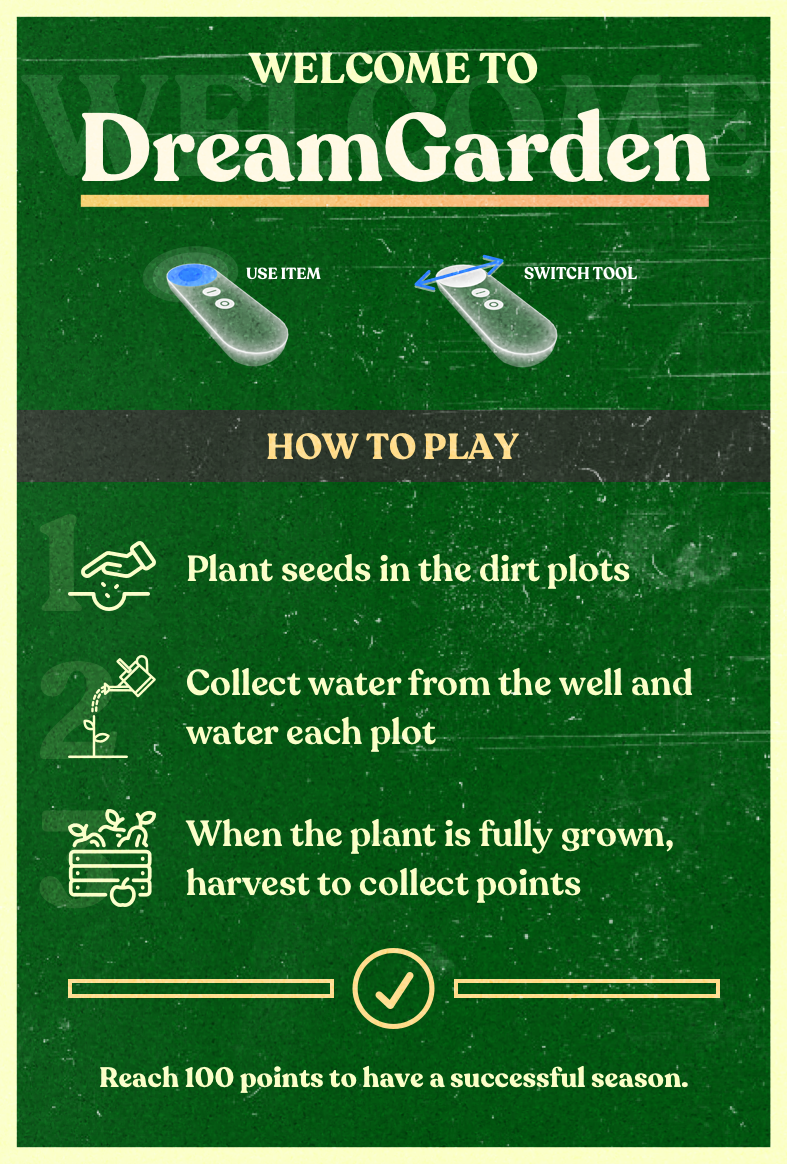 WELCOME TO
WELCOME
DreamGarden
USE ITEM
SWITCH TOOL
HOW TO PLAY
1
Plant seeds in the dirt plots
2
Collect water from the well and
water each plot
3
When the plant is fully grown,
harvest to collect points
Reach 100 points to have a successful season.